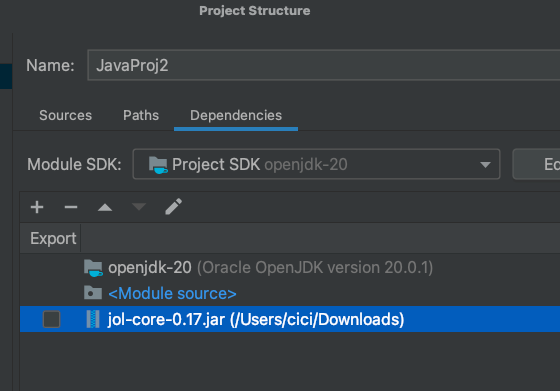 Project Structure
Name: JavaProj2
Sources Paths Dependencies
Module SDK: Project SDK openjdk-20 Ed
Export
openjdk-20 (Oracle OpenJDK version 20.0.1)
<Module source>
jol-core-0.17.jar (/Users/cici/Downloads)